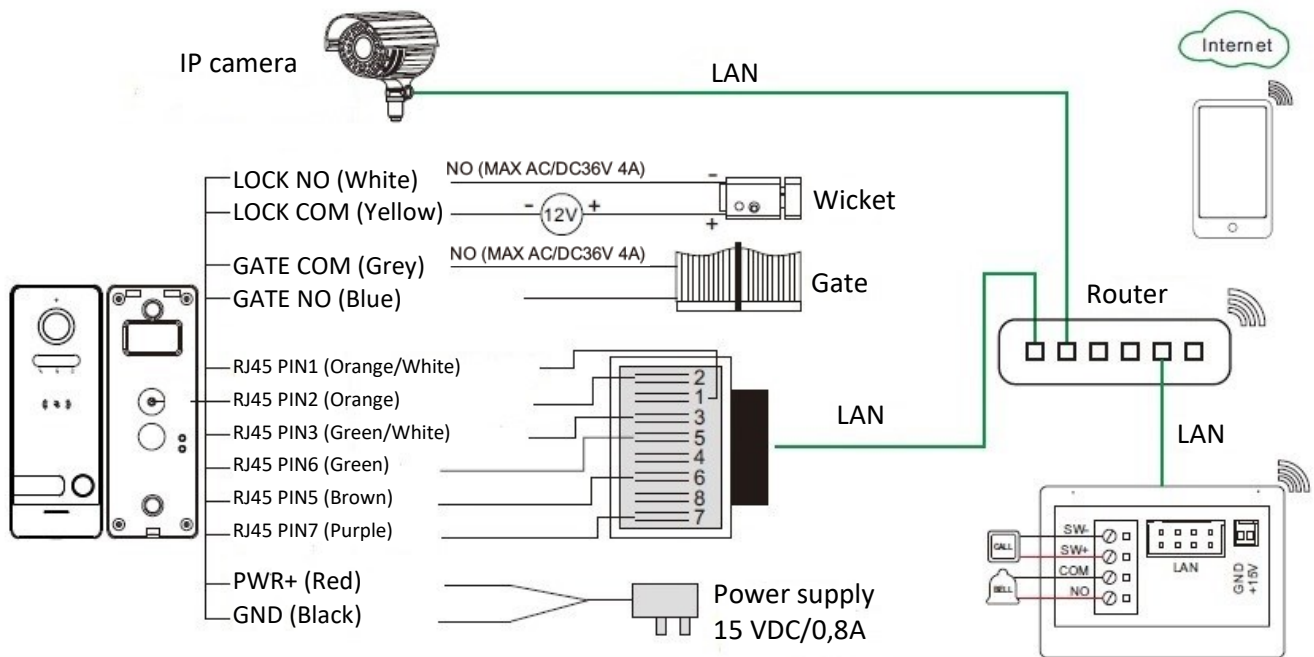 IP camera
LAN
Internet
LOCK NO (White)
NO (MAX AC/DC36V 4A)
-
LOCK COM (Yellow)
- 12V +
+
Wicket
GATE COM (Grey)
NO (MAX AC/DC36V 4A)
GATE NO (Blue)
Gate
Router
RJ45 PIN1 (Orange/White)
RJ45 PIN2 (Orange)
RJ45 PIN3 (Green/White)
RJ45 PIN6 (Green)
RJ45 PIN5 (Brown)
RJ45 PIN7 (Purple)
2
1
3
5
4
6
8
7
LAN
LAN
PWR+ (Red)
GND (Black)
Power supply
15 VDC/0,8A
CALL
BELL
SW-
SW+
COM
NO
LAN
GND
+15V